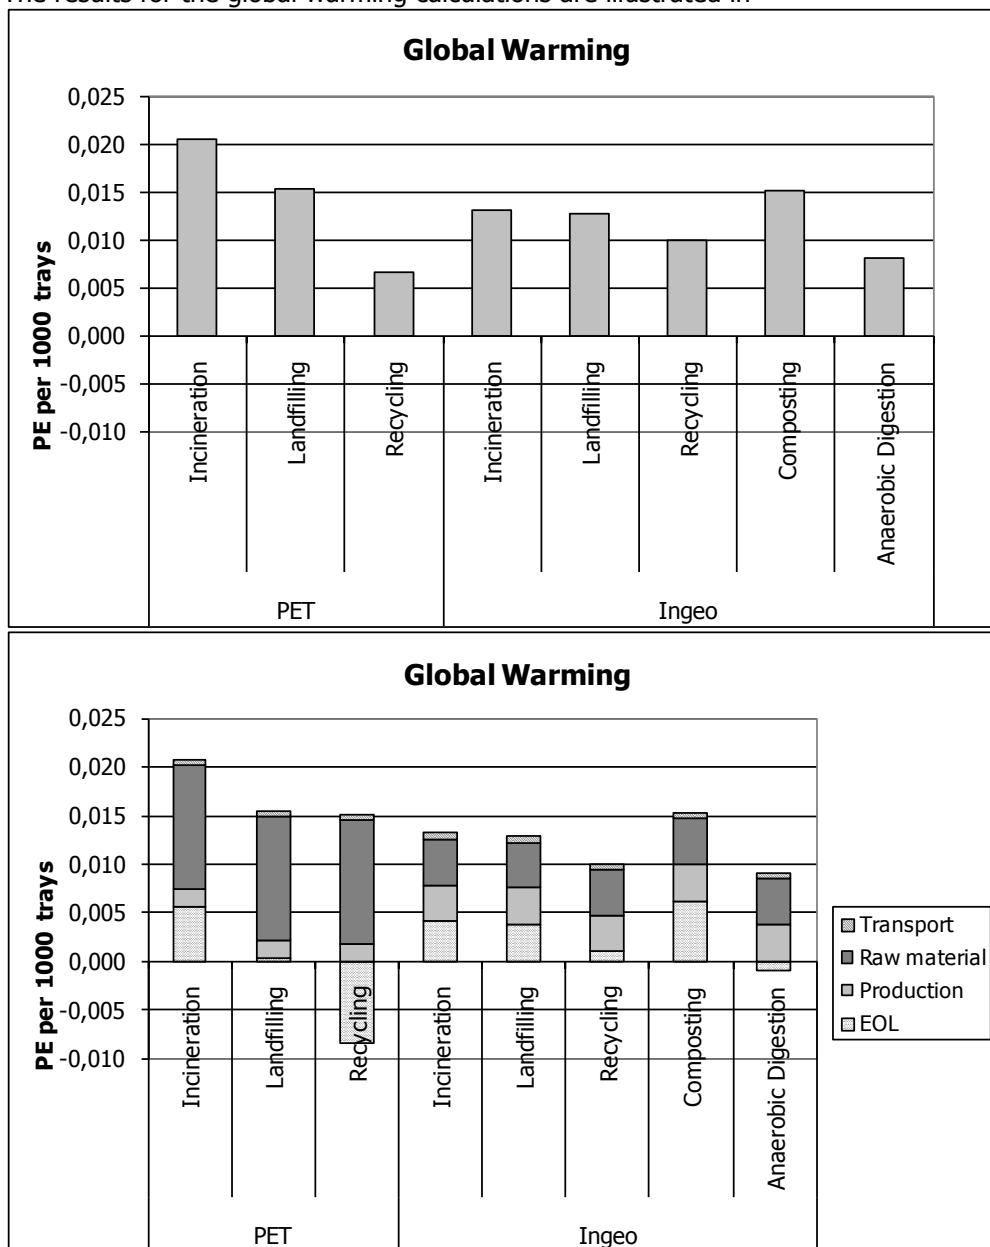 The results for the global warming calculations are illustrated in
Global Warming
PE per 1000 trays
0,025
0,020
0,015
0,010
0,005
0,000
-0,005
-0,010
Incineration
Landfilling
Recycling
Incineration
Landfilling
Recycling
Composting
Anaerobic Digestion
PET
Ingeo
Global Warming
PE per 1000 trays
0,025
0,020
0,015
0,010
0,005
0,000
-0,005
-0,010
Incineration
Landfilling
Recycling
Incineration
Landfilling
Recycling
Composting
Anaerobic Digestion
PET
Ingeo
Transport
Raw material
Production
EOL